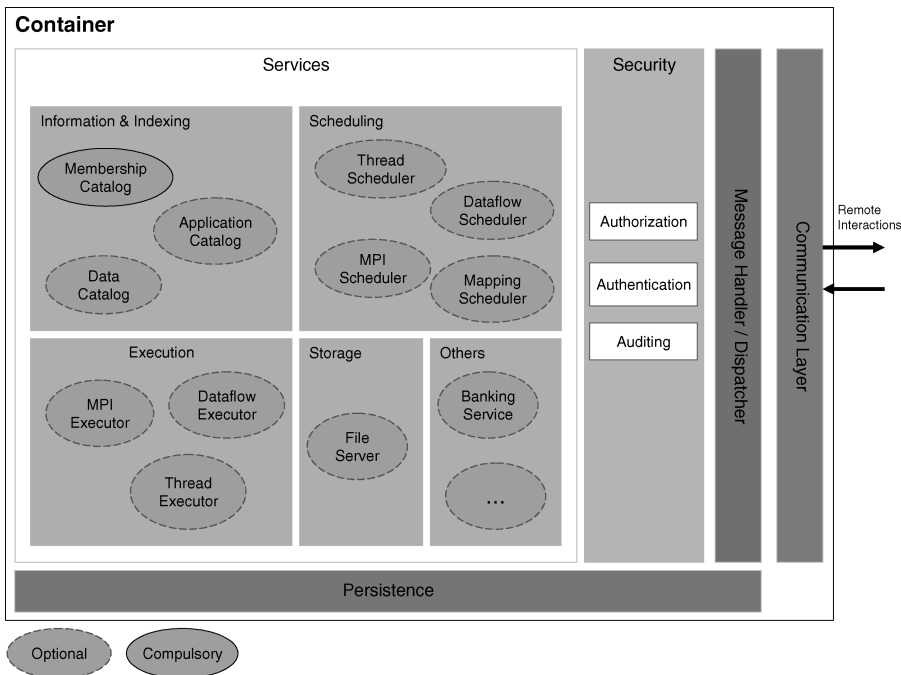 Container
Services
Information & Indexing
Membership
Catalog
Application
Catalog
Data
Catalog
Scheduling
Thread
Scheduler
Dataflow
Scheduler
MPI
Scheduler
Mapping
Scheduler
Execution
MPI
Executor
Dataflow
Executor
Thread
Executor
Storage
File
Server
Others
Banking
Service
...
Security
Authorization
Authentication
Auditing
Message Handler / Dispatcher
Communication Layer
Remote
Interactions
Persistence
Optional
Compulsory